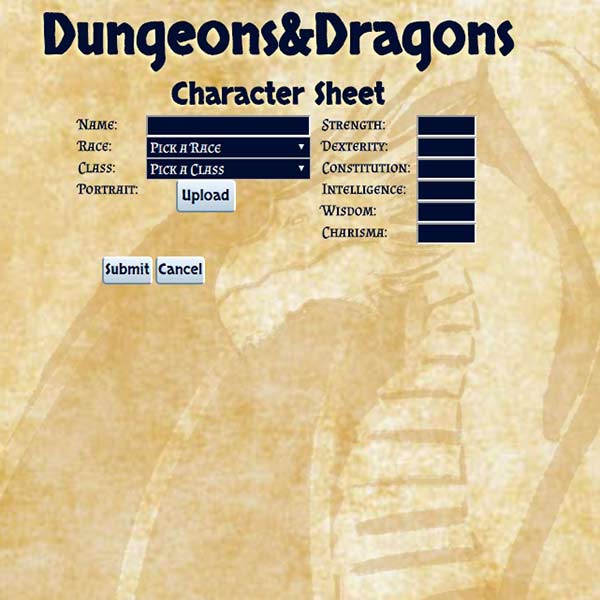 Dungeons&Dragons
Character Sheet
Name:
Race: Pick a Race
Class: Pick a Class
Portrait: Upload
Strength:
Dexterity:
Constitution:
Intelligence:
Wisdom:
Charisma:
Submit Cancel